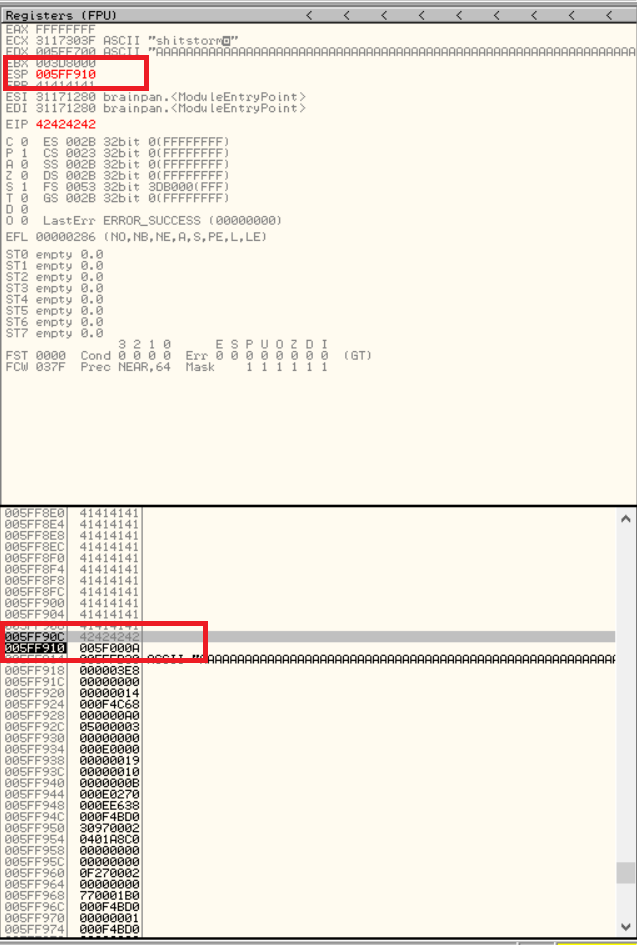 Registers (FPU) < < < < < < < < <
EAX FFFFFFFF
ECX 3117303F ASCII "shitstorm
EDX 005FF700 ASCII
EBX 003D8000
ESP 005FF910
EBP 41414141
ESI 31171280 brainpan.<ModuleEntryPoint>
EDI 31171280 brainpan.<ModuleEntryPoint>
EIP 42424242
C 0 ES 002B 32bit 0(FFFFFFFF)
P 1 CS 0023 32bit 0(FFFFFFFF)
A 0 SS 002B 32bit 0(FFFFFFFF)
Z 0 DS 002B 32bit 0(FFFFFFFF)
S 1 FS 0053 32bit 3DB000(FFF)
T 0 GS 002B 32bit 0(FFFFFFFF)
D 0
O 0 LastErr ERROR_SUCCESS (00000000)
EFL 00000286 (NO,NB,NE,A,S,PE,L,LE)
ST0 empty 0.0
ST1 empty 0.0
ST2 empty 0.0
ST3 empty 0.0
ST4 empty 0.0
ST5 empty 0.0
ST6 empty 0.0
ST7 empty 0.0
3 2 1 0 E S P U O Z D I
FST 0000 Cond 0 0 0 0 Err 0 0 0 0 0 0 0 0 (GT)
FCW 037F Prec NEAR,64 Mask 1 1 1 1 1 1
005FF8E0 41414141
005FF8E4 41414141
005FF8E8 41414141
005FF8EC 41414141
005FF8F0 41414141
005FF8F4 41414141
005FF8F8 41414141
005FF8FC 41414141
005FF900 41414141
005FF904 41414141
005FF908 41414141
005FF90C 42424242
005FF910 005F000A
005FF914 ASCII
005FF918 000003E8
005FF91C 00000000
005FF920 00000014
005FF924 000F4C68
005FF928 000000A0
005FF92C 05000003
005FF930 00000000
005FF934 000E0000
005FF938 00000019
005FF93C 00000010
005FF940 0000000B
005FF944 000E0270
005FF948 000EE638
005FF94C 000F4BD0
005FF950 30970002
005FF954 0401A8C0
005FF958 00000000
005FF95C 00000000
005FF960 0F270002
005FF964 00000000
005FF968 770001B0
005FF96C 000F4BD0
005FF970 00000001
005FF974 000F4BD0